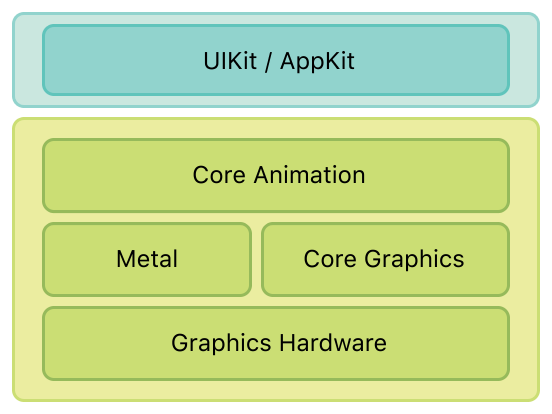 UIKit / AppKit
Core Animation
Metal
Core Graphics
Graphics Hardware